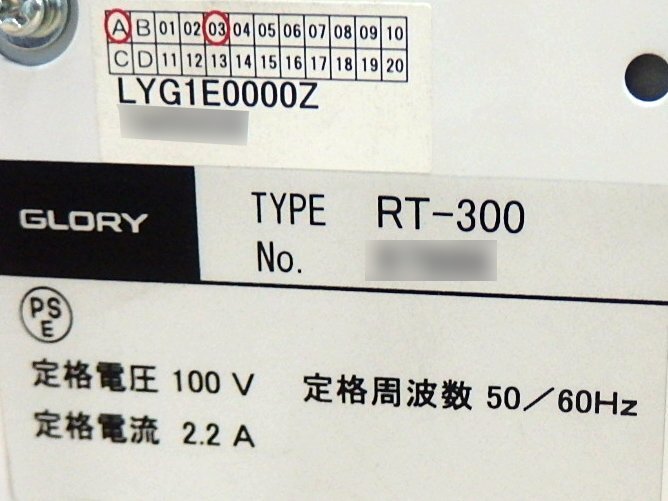 A B 01 02 03 04 05 06 07 08 09 10
C D 11 12 13 14 15 16 17 18 19 20
LYG1E0000Z
GLORY
TYPE RT-300
No.
PS
E
定格電圧 100 V 定格周波数 50/60Hz
定格電流 2.2 A